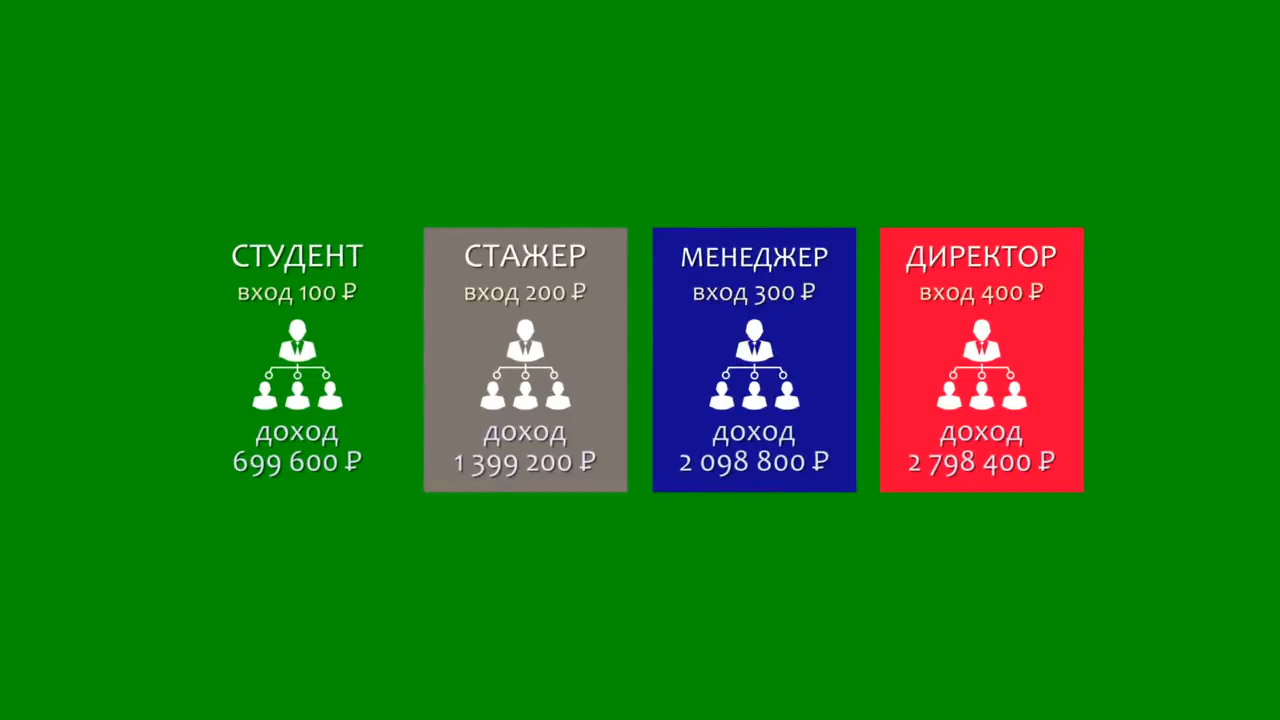 СТУДЕНТ
вход 100 ₽
доход
699 600 ₽
СТАЖЕР
вход 200 ₽
доход
1 399 200 ₽
МЕНЕДЖЕР
вход 300 ₽
доход
2 098 800 ₽
ДИРЕКТОР
вход 400 ₽
доход
2 798 400 ₽